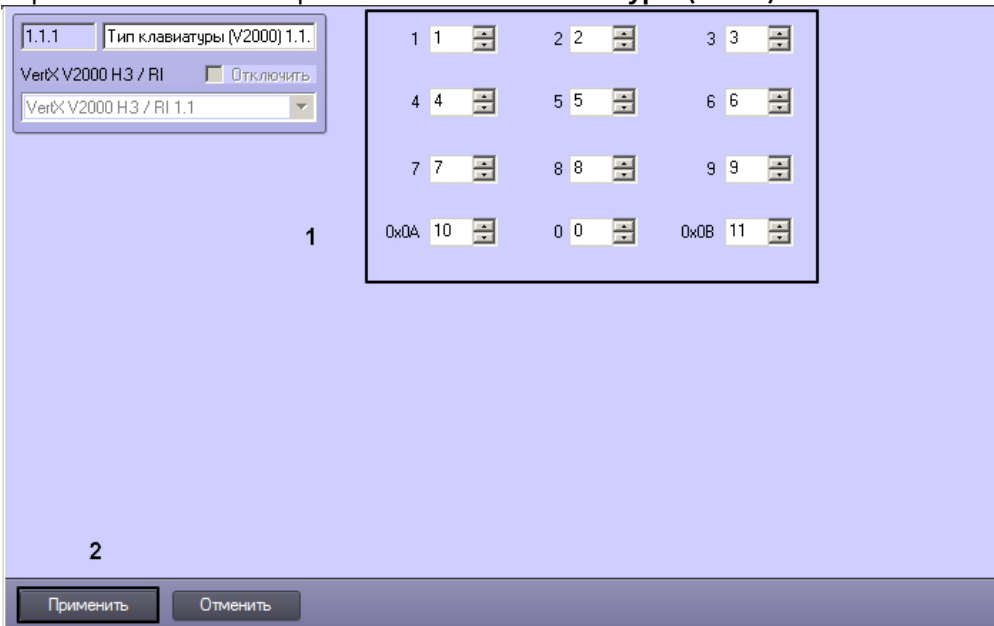 1.1.1 Тип клавиатуры (V2000) 1.1.
VertX V2000 НЗ / RI Отключить
VertX V2000 НЗ / RI 1.1
1 1 2 2 3 3
4 4 5 5 6 6
7 7 8 8 9 9
0x0A 10 0 0 0x0B 11
1
2
Применить Отменить